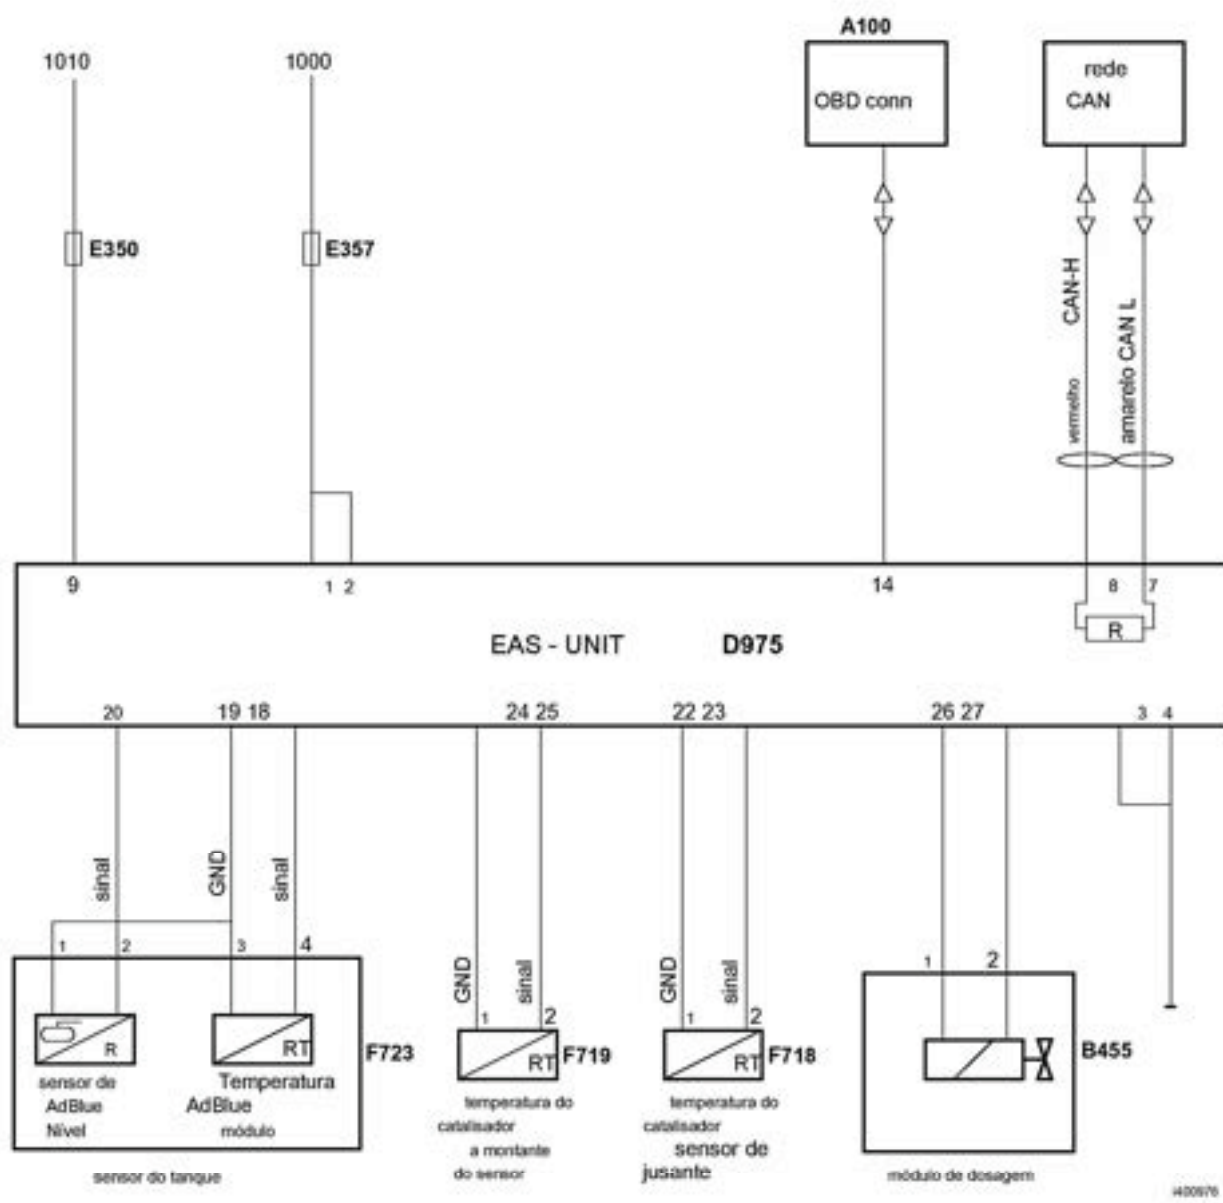 A100
1010
1000
OBD conn
rede
CAN
E350
E357
CAN-H
vermelho
amarelo CAN L
9
1 2
14
8 7
EAS - UNIT D975
R
20
19 18
24 25
22 23
26 27
3 4
sinal
GND
sinal
GND
sinal
GND
sinal
1 2 3 4
1 2
1 2
1 2
R
RT
F723
RT
F719
RT
F718
B455
sensor de
AdBlue
Nível
Temperatura
AdBlue
módulo
sensor do tanque
temperatura do
catalisador
a montante
do sensor
temperatura do
catalisador
sensor de
jusante
módulo de dosagem
i400976